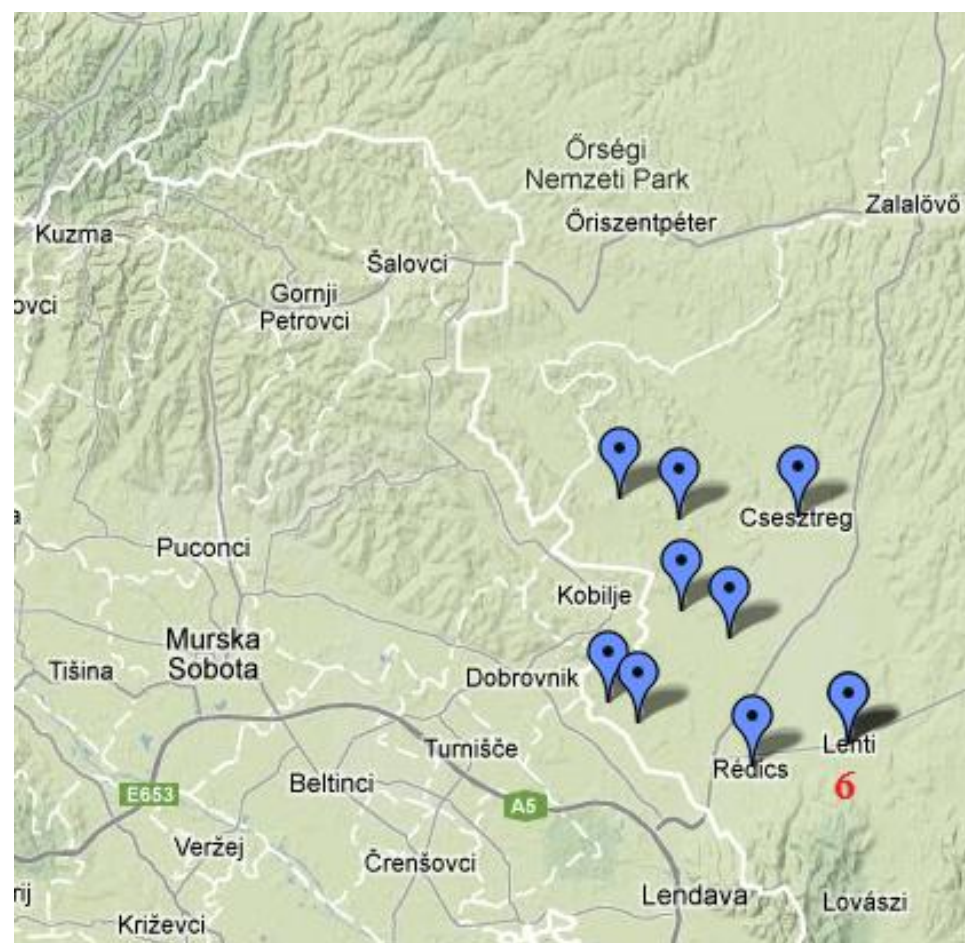 Őrségi
Nemzeti Park
Zalalövő
Őriszentpéter
Kuzma
Šalovci
Gornji
Petrovci
ovci
Csesztreg
a
Puconci
Kobilje
Murska
Sobota
Tišina
Dobrovnik
Turnišče
Lenti
Rédics
Beltinci
6
E653
A5
Veržej
Črenšovci
rij
Lendava
Lovászi
Križevci